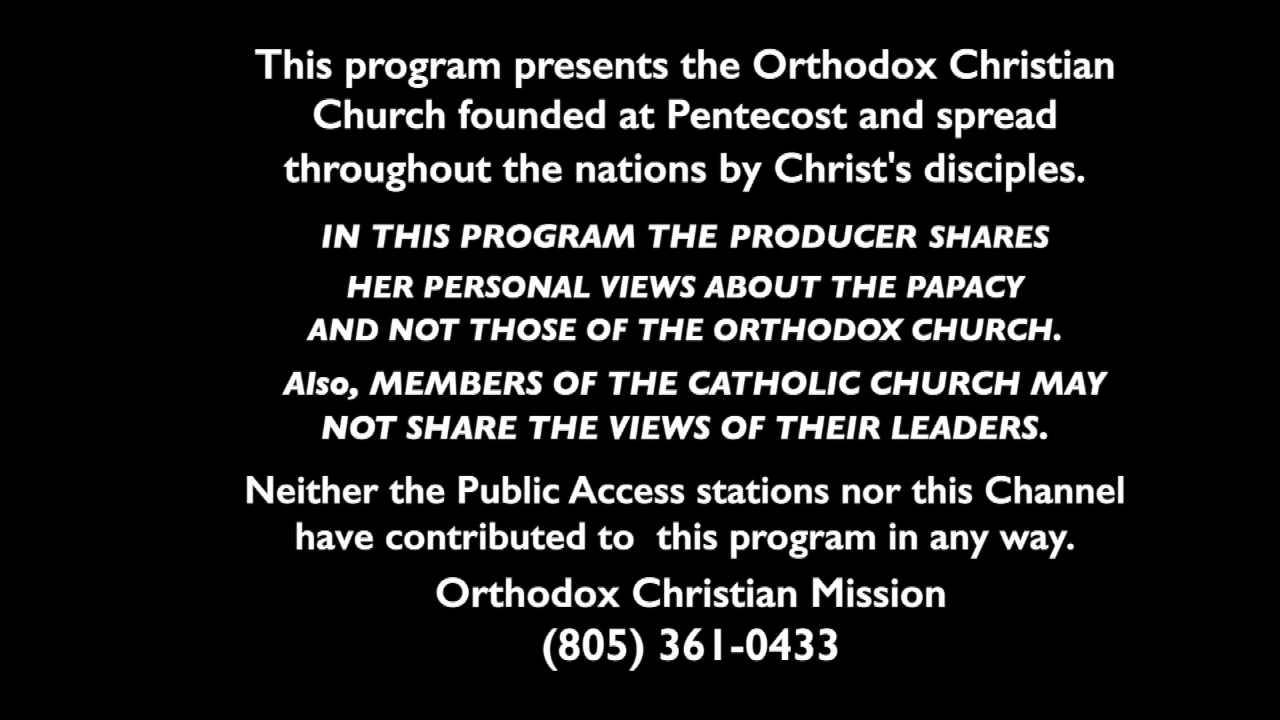 This program presents the Orthodox Christian
Church founded at Pentecost and spread
throughout the nations by Christ's disciples.
IN THIS PROGRAM THE PRODUCER SHARES
HER PERSONAL VIEWS ABOUT THE PAPACY
AND NOT THOSE OF THE ORTHODOX CHURCH.
Also, MEMBERS OF THE CATHOLIC CHURCH MAY
NOT SHARE THE VIEWS OF THEIR LEADERS.
Neither the Public Access stations nor this Channel
have contributed to  this program in any way.
Orthodox Christian Mission
(805) 361-0433